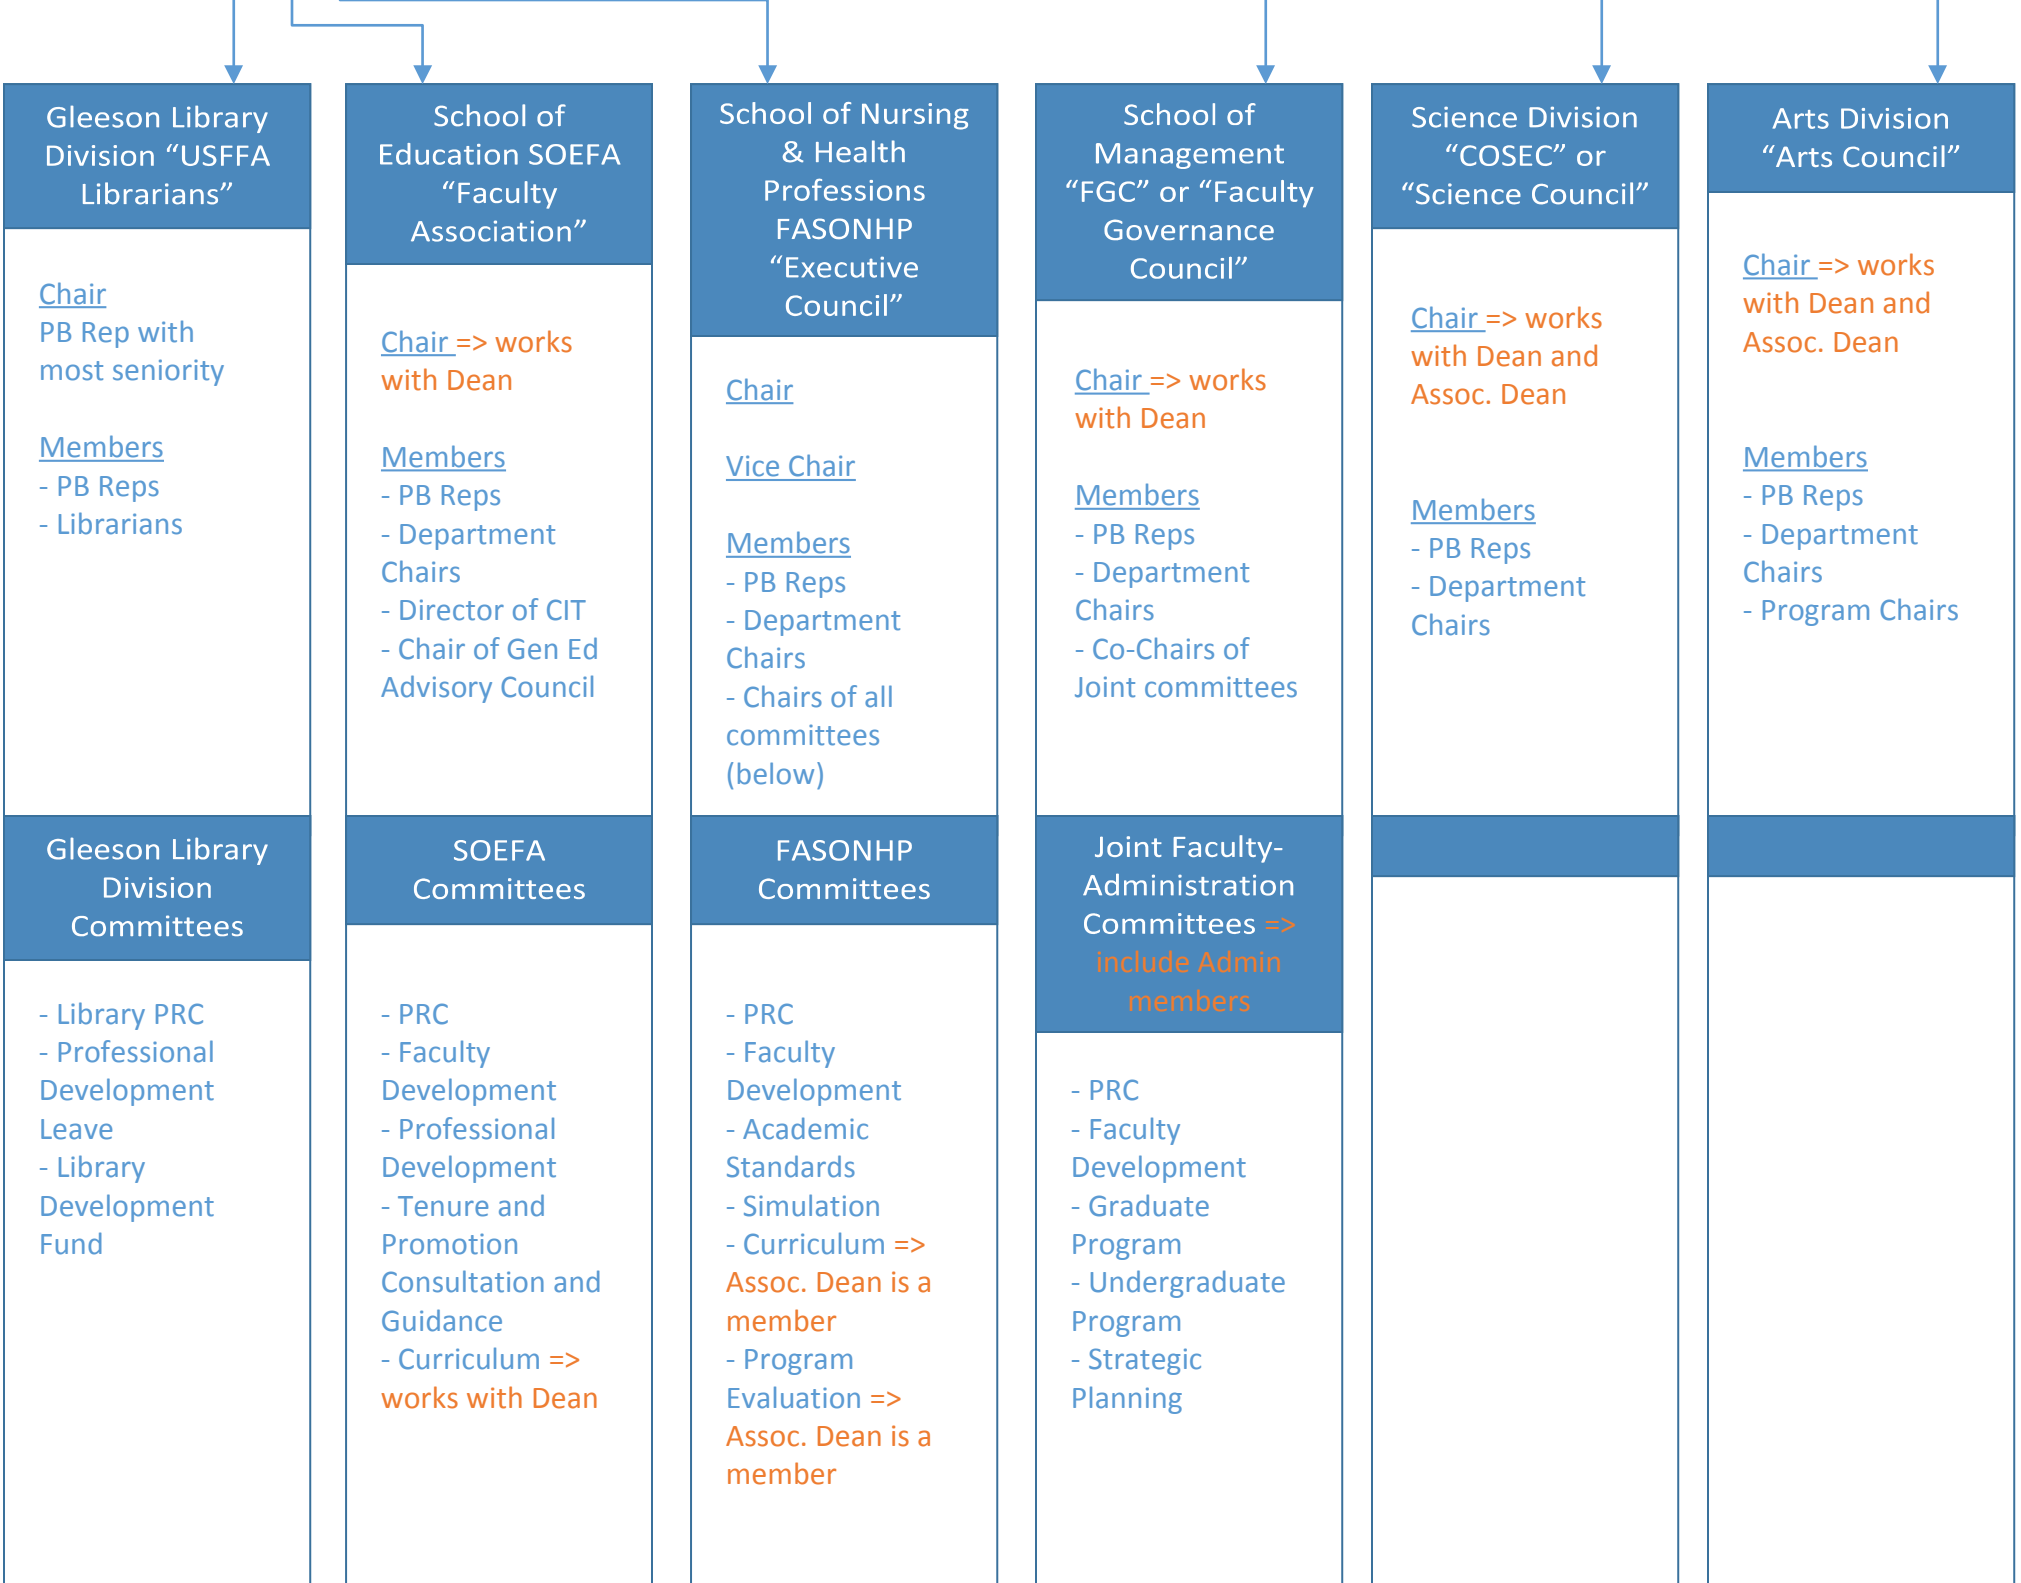 Gleeson Library
Division “USFFA
Librarians”
Chair
PB Rep with
most seniority
Members
- PB Reps
- Librarians
Gleeson Library
Division
Committees
- Library PRC
- Professional
Development
Leave
- Library
Development
Fund
School of
Education SOEFA
“Faculty
Association”
Chair => works
with Dean
Members
- PB Reps
- Department
Chairs
- Director of CIT
- Chair of Gen Ed
Advisory Council
SOEFA
Committees
- PRC
- Faculty
Development
- Professional
Development
- Tenure and
Promotion
Consultation and
Guidance
- Curriculum =>
works with Dean
School of Nursing
& Health
Professions
FASONHP
“Executive
Council”
Chair
Vice Chair
Members
- PB Reps
- Department
Chairs
- Chairs of all
committees
(below)
FASONHP
Committees
- PRC
- Faculty
Development
- Academic
Standards
- Simulation
- Curriculum =>
Assoc. Dean is a
member
- Program
Evaluation =>
Assoc. Dean is a
member
School of
Management
“FGC” or “Faculty
Governance
Council”
Chair => works
with Dean
Members
- PB Reps
- Department
Chairs
- Co-Chairs of
Joint committees
Joint Faculty-
Administration
Committees =>
include Admin
members
- PRC
- Faculty
Development
- Graduate
Program
- Undergraduate
Program
- Strategic
Planning
Science Division
“COSEC” or
“Science Council”
Chair => works
with Dean and
Assoc. Dean
Members
- PB Reps
- Department
Chairs
Arts Division
“Arts Council”
Chair => works
with Dean and
Assoc. Dean
Members
- PB Reps
- Department
Chairs
- Program Chairs